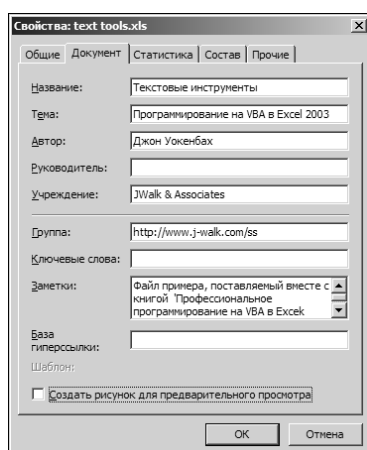 Свойства: text tools.xls
Общие Документ Статистика Состав Прочие
Название: Текстовые инструменты
Тема: Программирование на VBA в Excel 2003
Автор: Джон Уокенбах
Руководитель:
Учреждение: JWalk & Associates
Группа: http://www.j-walk.com/ss
Ключевые слова:
Заметки: Файл примера, поставляемый вместе с
книгой 'Профессиональное
программирование на VBA в Excek
База
гиперссылки:
Шаблон:
Создать рисунок для предварительного просмотра
OK Отмена